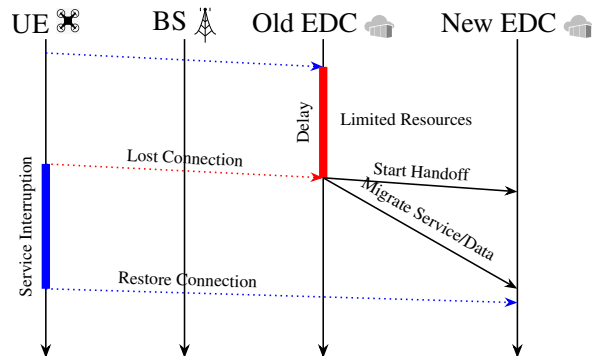 UE
BS
Old EDC
New EDC
Delay
Limited Resources
Lost Connection
Start Handoff
Migrate Service/Data
Service Interruption
Restore Connection